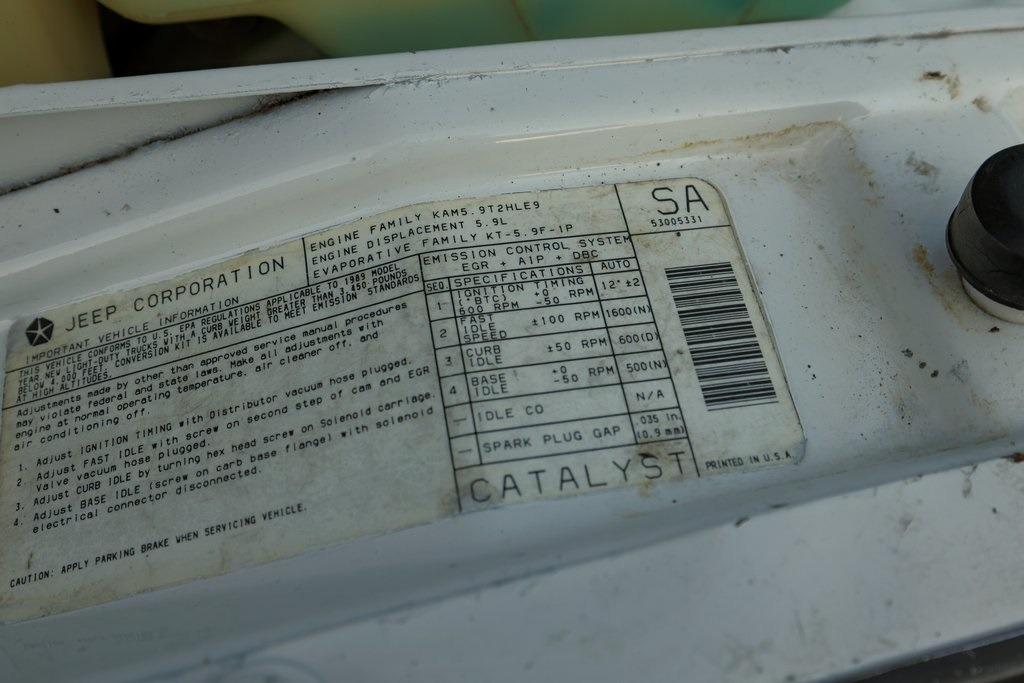 JEEP CORPORATION
ENGINE FAMILY KAM5.9T2HLE9
ENGINE DISPLACEMENT 5.9L
EVAPORATIVE FAMILY KT-5.9F-1P
SA
53005331
IMPORTANT VEHICLE INFORMATION
THIS VEHICLE CONFORMS TO U.S. EPA REGULATIONS APPLICABLE TO 1989 MODEL
YEAR NEW LIGHT-DUTY TRUCKS WITH A CURB WEIGHT GREATER THAN 3,450 POUNDS
BELOW 4,000 FEET. CONVERSION KIT IS AVAILABLE TO MEET EMISSION STANDARDS
AT HIGH ALTITUDES.
Adjustments made by other than approved service manual procedures
may violate federal and state laws. Make all adjustments with
engine at normal operating temperature, air cleaner off, and
air conditioning off.
1. Adjust IGNITION TIMING with Distributor vacuum hose plugged.
2. Adjust FAST IDLE with screw on second step of cam and EGR
Valve vacuum hose plugged.
3. Adjust CURB IDLE by turning hex head screw on Solenoid carriage.
4. Adjust BASE IDLE (screw on carb base flange) with solenoid
electrical connector disconnected.
CAUTION: APPLY PARKING BRAKE WHEN SERVICING VEHICLE.
EMISSION CONTROL SYSTEM
EGR + AIP + DBC
SEQ SPECIFICATIONS AUTO
1 IGNITION TIMING
(°BTC) +0
600 RPM -50 RPM 12° ±2
2 FAST
IDLE
SPEED ±100 RPM 1600(N)
3 CURB
IDLE ±50 RPM 600(D)
4 BASE
IDLE +0
-50 RPM 500(N)
— IDLE CO N/A
— SPARK PLUG GAP .035 in.
(0.9 mm)
CATALYST
PRINTED IN U.S.A.